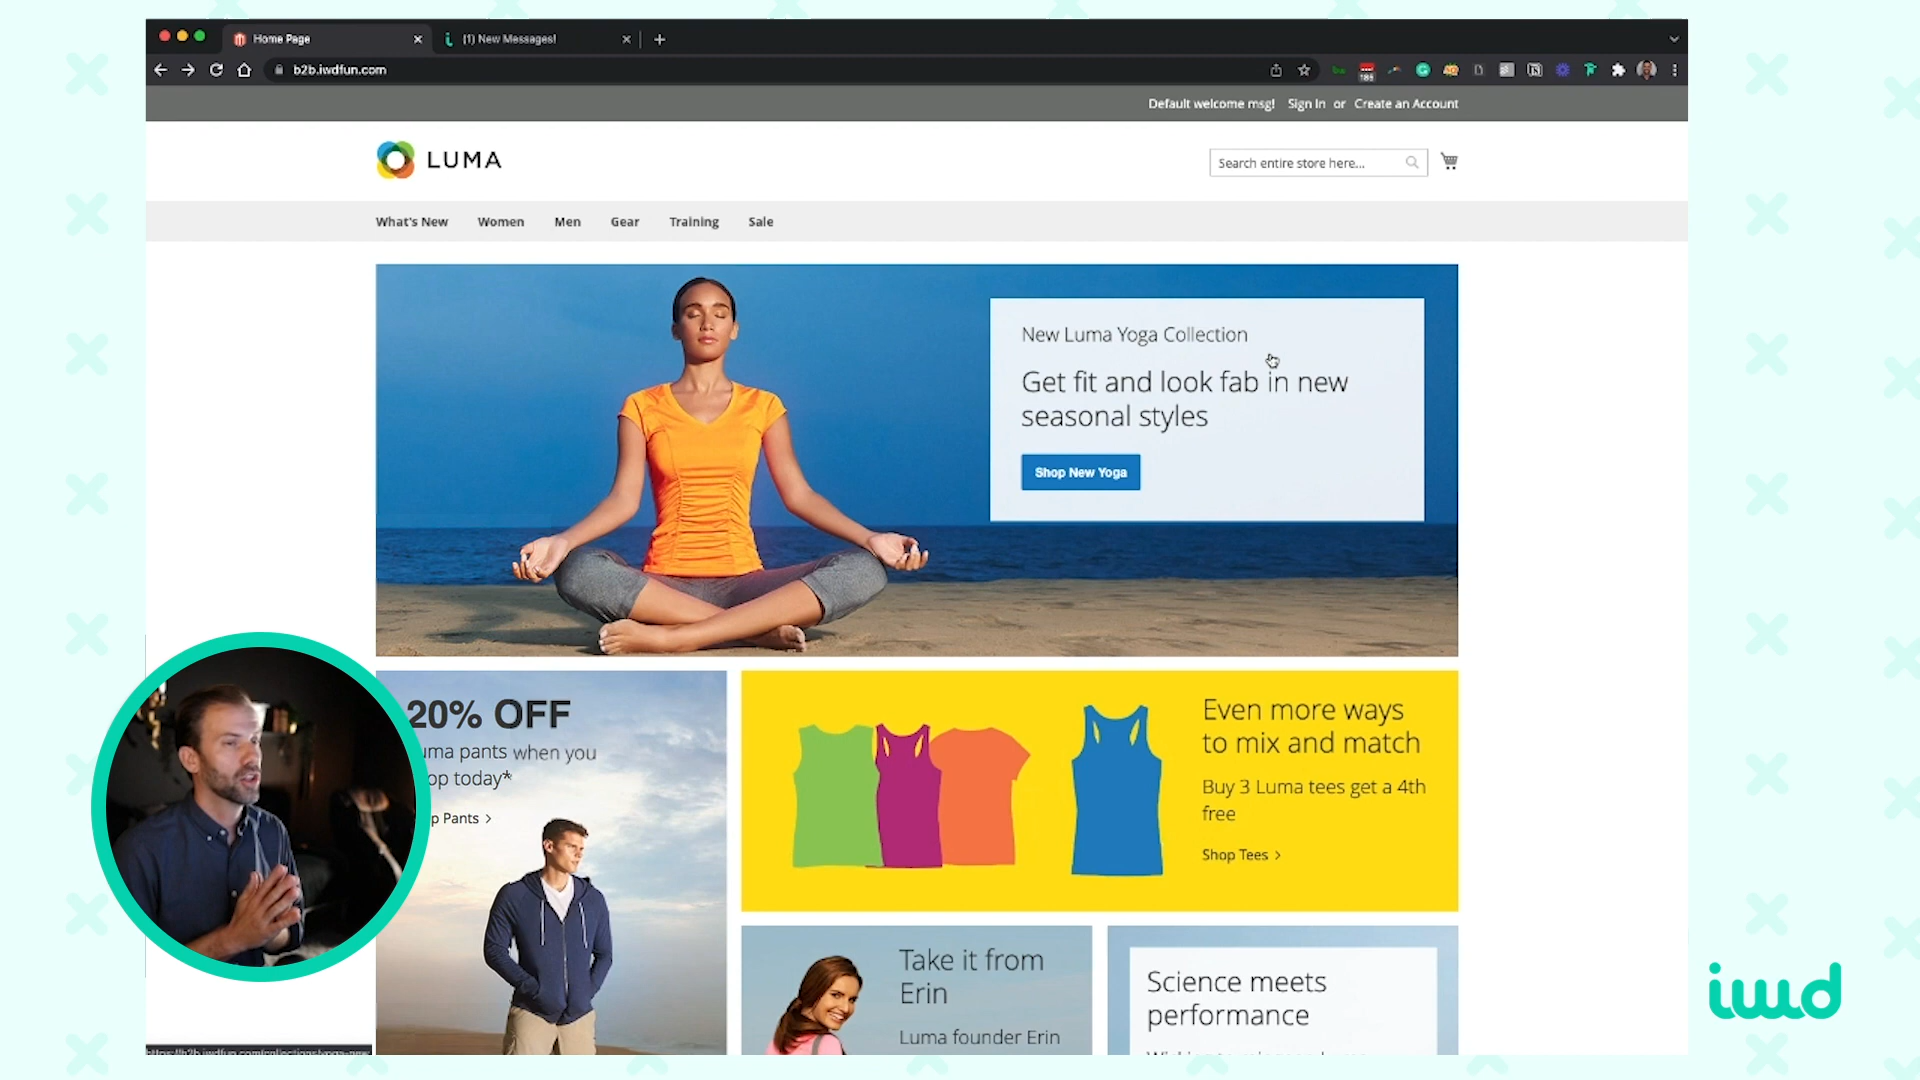 Home Page
(1) New Messages!
b2b.iwdfun.com
185
Default welcome msg! Sign In or Create an Account
LUMA
Search entire store here...
What's New Women Men Gear Training Sale
New Luma Yoga Collection
Get fit and look fab in new
seasonal styles
Shop New Yoga
20% OFF
pants when you
today*
Pants >
Even more ways
to mix and match
Buy 3 Luma tees get a 4th
free
Shop Tees >
Take it from
Erin
Luma founder Erin
Science meets
performance
iwd